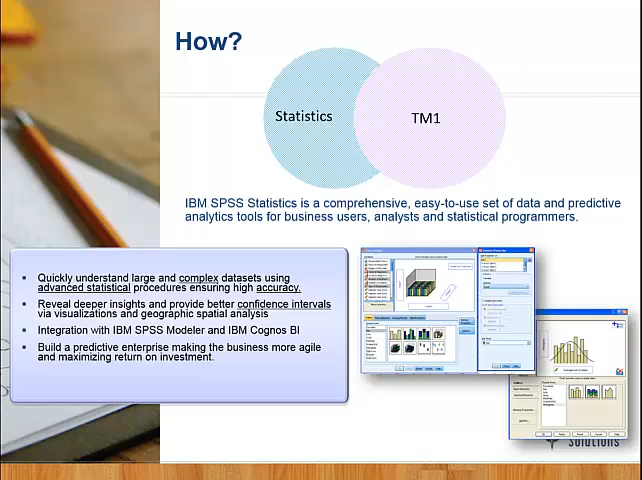 How?
Statistics
TM1
IBM SPSS Statistics is a comprehensive, easy-to-use set of data and predictive
analytics tools for business users, analysts and statistical programmers.
Quickly understand large and complex datasets using
advanced statistical procedures ensuring high accuracy.
Reveal deeper insights and provide better confidence intervals
via visualizations and geographic spatial analysis
Integration with IBM SPSS Modeler and IBM Cognos BI
Build a predictive enterprise making the business more agile
and maximizing return on investment.
Solutions